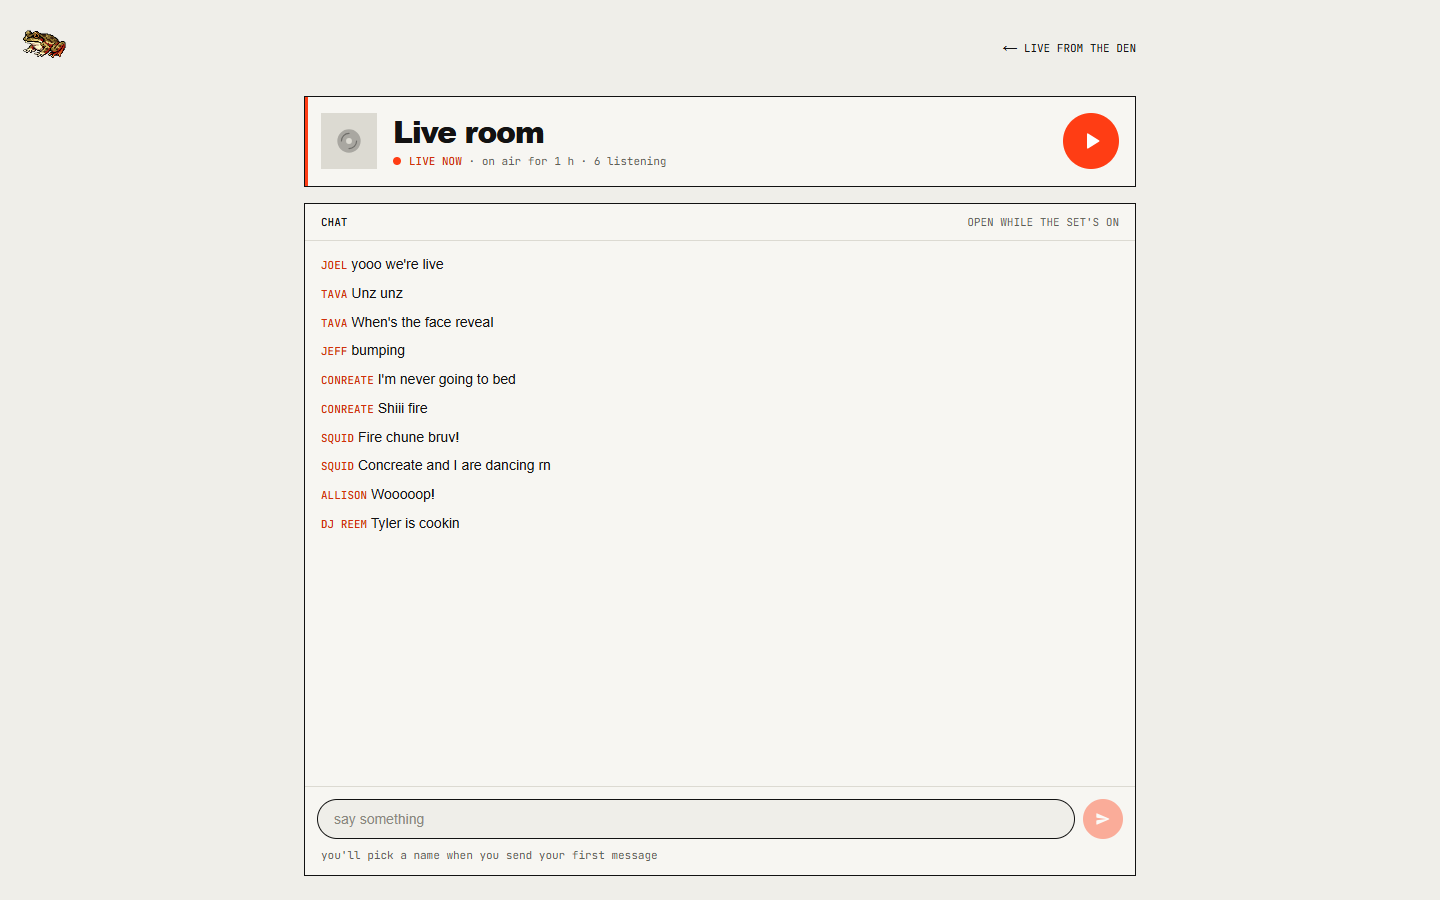 ← LIVE FROM THE DEN
Live room
LIVE NOW · on air for 1 h · 6 listening
CHAT
OPEN WHILE THE SET'S ON
JOEL yooo we're live
TAVA Unz unz
TAVA When's the face reveal
JEFF bumping
CONREATE I'm never going to bed
CONREATE Shiii fire
SQUID Fire chune bruv!
SQUID Concreate and I are dancing rn
ALLISON Wooooop!
DJ REEM Tyler is cookin
say something
you'll pick a name when you send your first message